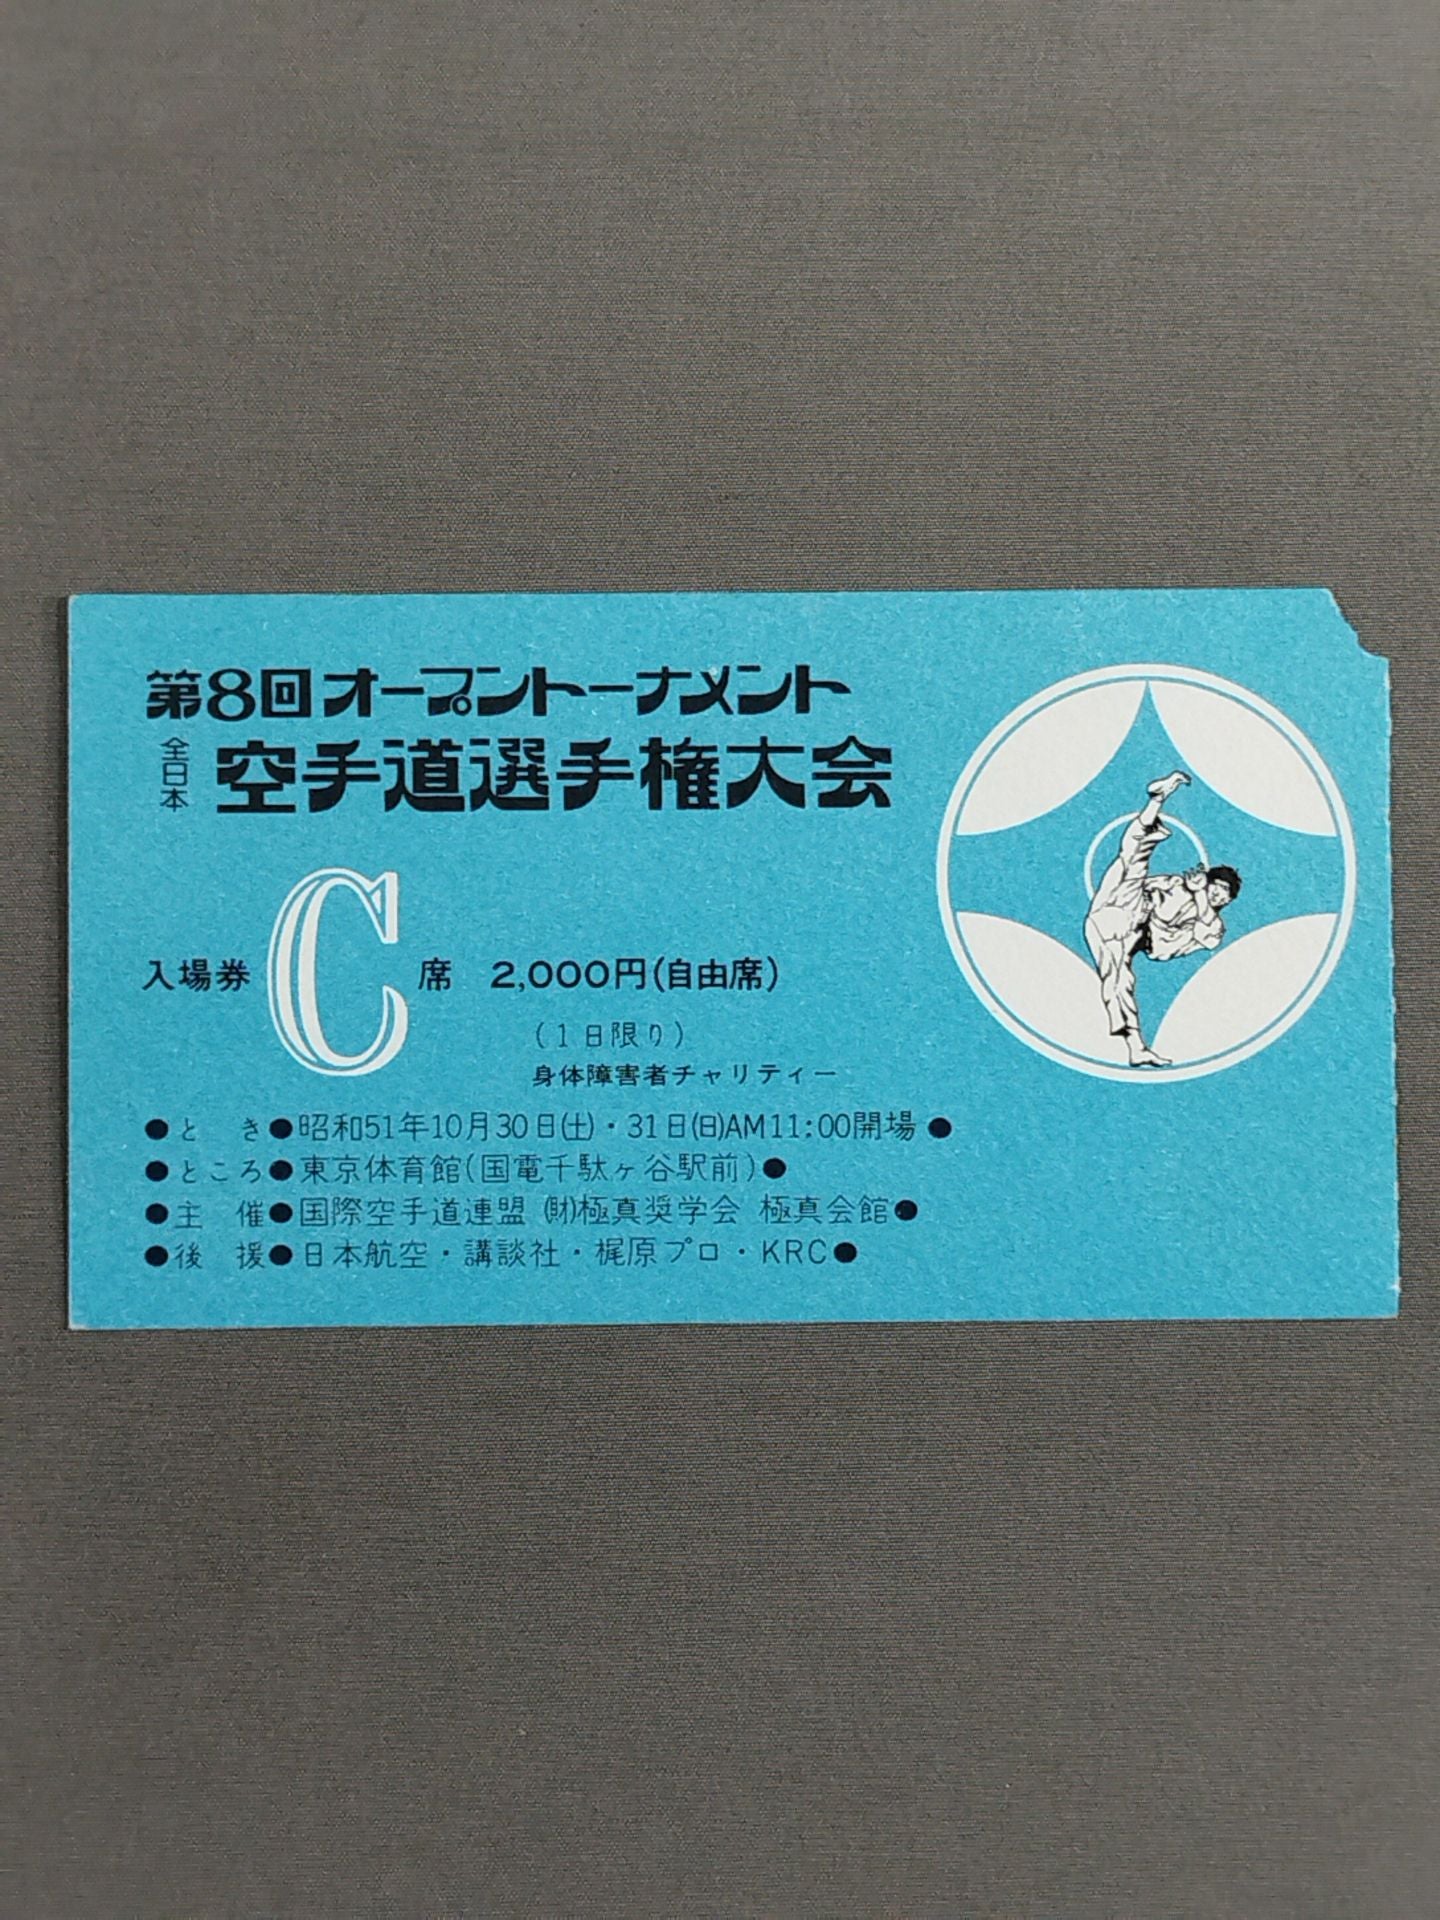 第8回オープントーナメント
全日本 空手道選手権大会
入場券 C 席 2,000円(自由席)
(1日限り)
身体障害者チャリティー
●とき●昭和51年10月30日(土)・31日(日)AM11:00開場●
●ところ●東京体育館(国電千駄ヶ谷駅前)●
●主催●国際空手道連盟 (財)極真奨学会 極真会館●
●後援●日本航空・講談社・梶原プロ・KRC●